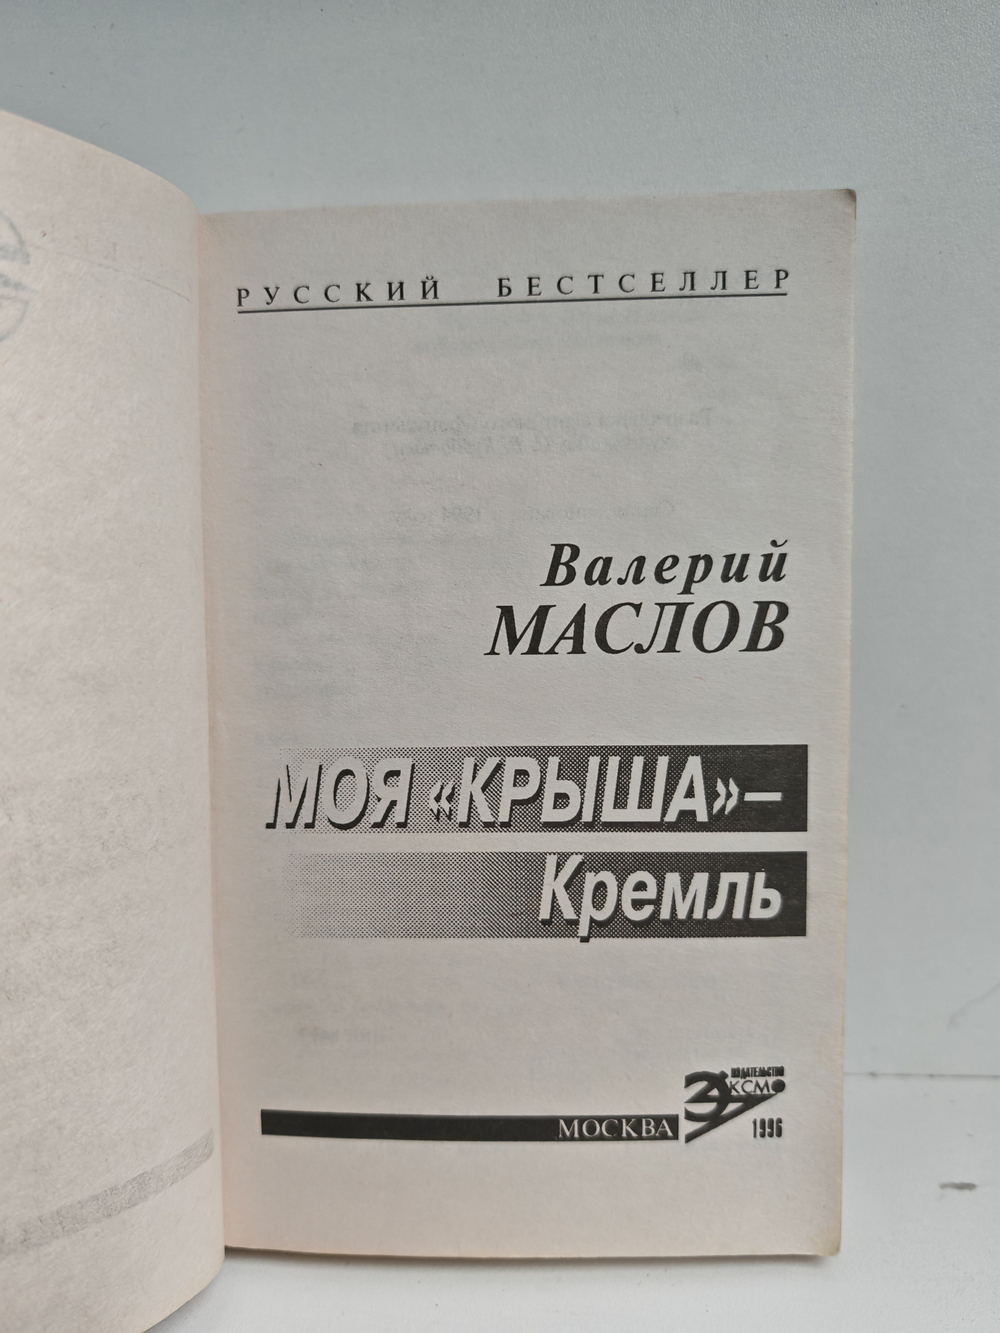 РУССКИЙ БЕСТСЕЛЛЕР
Валерий
МАСЛОВ
МОЯ «КРЫША» –
Кремль
ИЗДАТЕЛЬСТВО
ЭКСМО
МОСКВА
1996